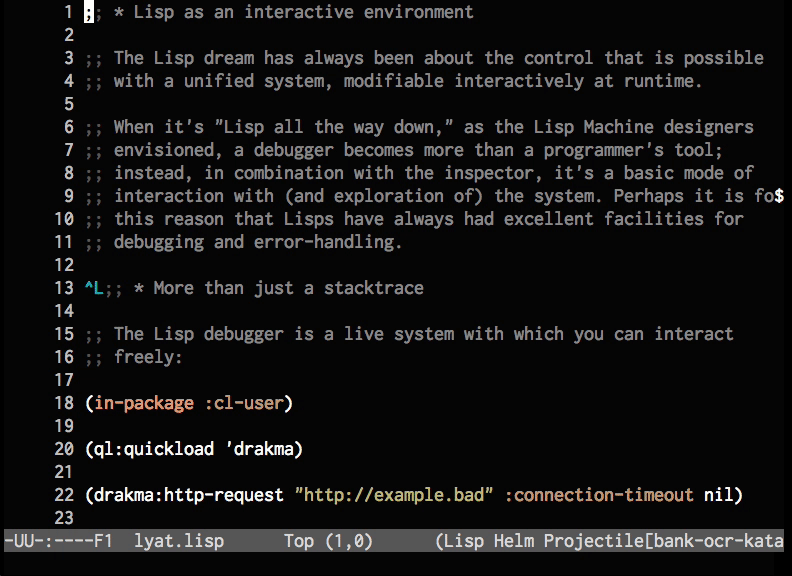 1 ;; * Lisp as an interactive environment
2
3 ;; The Lisp dream has always been about the control that is possible
4 ;; with a unified system, modifiable interactively at runtime.
5
6 ;; When it's "Lisp all the way down," as the Lisp Machine designers
7 ;; envisioned, a debugger becomes more than a programmer's tool;
8 ;; instead, in combination with the inspector, it's a basic mode of
9 ;; interaction with (and exploration of) the system. Perhaps it is fo$
10 ;; this reason that Lisps have always had excellent facilities for
11 ;; debugging and error-handling.
12
13 ^L;; * More than just a stacktrace
14
15 ;; The Lisp debugger is a live system with which you can interact
16 ;; freely:
17
18 (in-package :cl-user)
19
20 (ql:quickload 'drakma)
21
22 (drakma:http-request "http://example.bad" :connection-timeout nil)
23
-UU-:----F1  lyat.lisp      Top (1,0)      (Lisp Helm Projectile[bank-ocr-kata